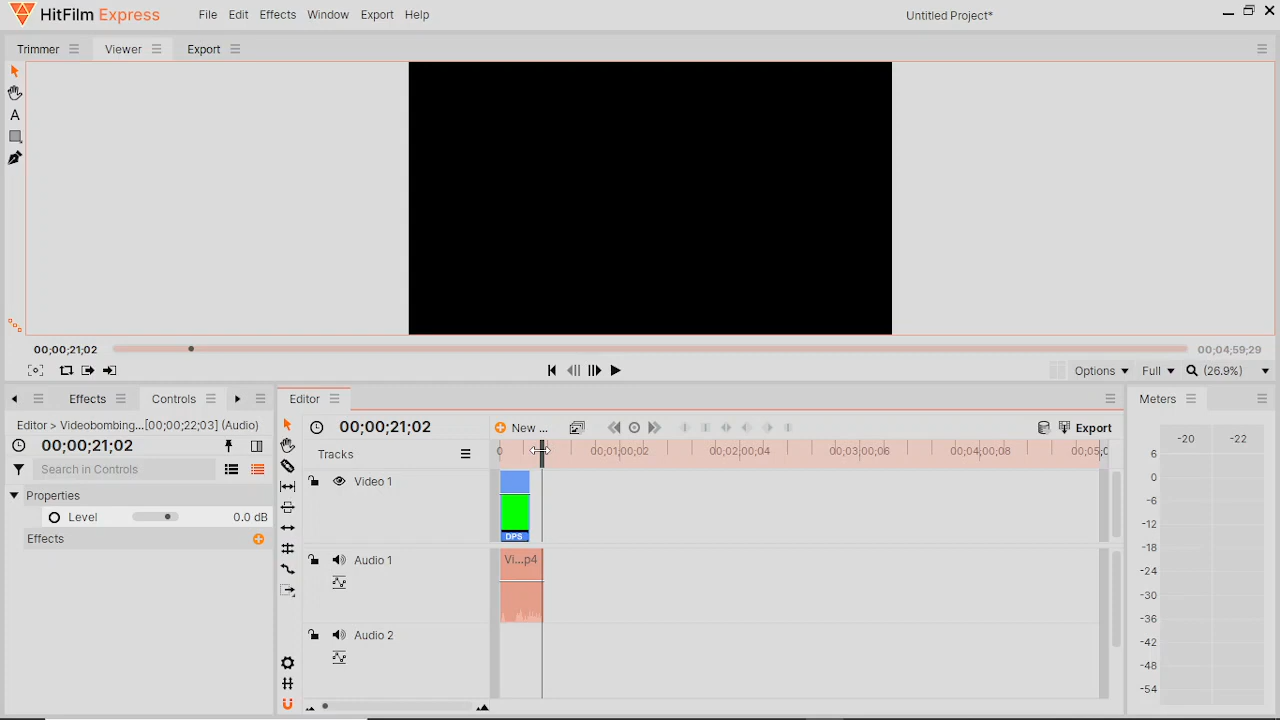 HitFilm Express File Edit Effects Window Export Help Untitled Project*
Trimmer Viewer Export
A
00;00;21;02 00;04;59;29
Options Full (26.9%)
Effects Controls Editor Meters
Editor > Videobombing...[00;00;22;03] (Audio)
00;00;21;02
00;00;21;02 New ... Export
-20 -22
Search in Controls
Tracks 0 00;01;00;02 00;02;00;04 00;03;00;06 00;04;00;08 00;05;0
Properties
Level 0.0 dB
Effects
Video 1
DPS
Audio 1 Vi...p4
Audio 2
6
0
-6
-12
-18
-24
-30
-36
-42
-48
-54